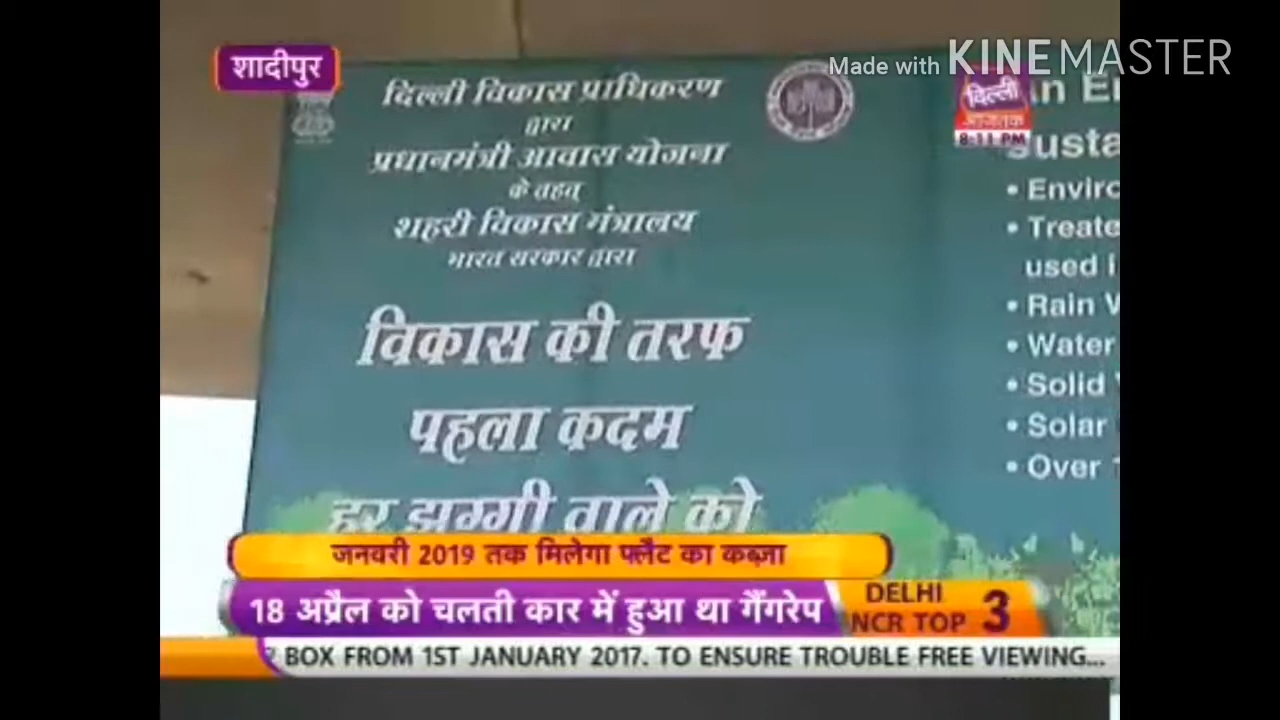 शादीपुर
Made with KINEMASTER
दिल्ली
आजतक
8:11 PM
दिल्ली विकास प्राधिकरण
द्वारा
प्रधानमंत्री आवास योजना
के तहत्
शहरी विकास मंत्रालय
भारत सरकार द्वारा
विकास की तरफ
पहला कदम
हर झुग्गी वाले को
in E
susta
• Enviro
• Treate
used i
• Rain
• Water
• Solid
• Solar
• Over
जनवरी 2019 तक मिलेगा फ्लैट का कब्ज़ा
18 अप्रैल को चलती कार में हुआ था गैंगरेप
DELHI
NCR TOP 3
BOX FROM 1ST JANUARY 2017. TO ENSURE TROUBLE FREE VIEWING...